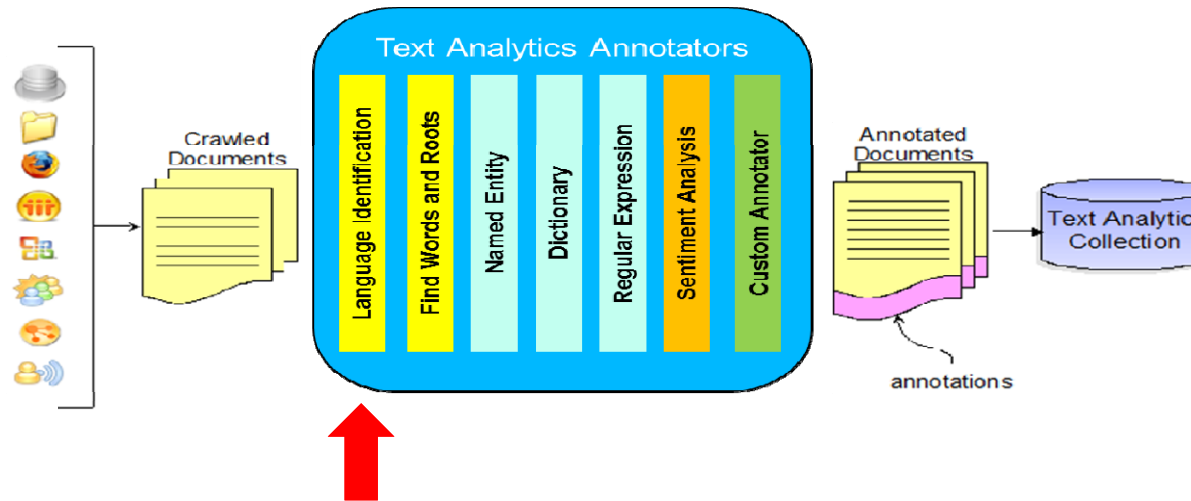 Text Analytics Annotators
Crawled
Documents
Language Identification
Find Words and Roots
Named Entity
Dictionary
Regular Expression
Sentiment Analysis
Custom Annotator
Annotated
Documents
annotations
Text Analytic
Collection